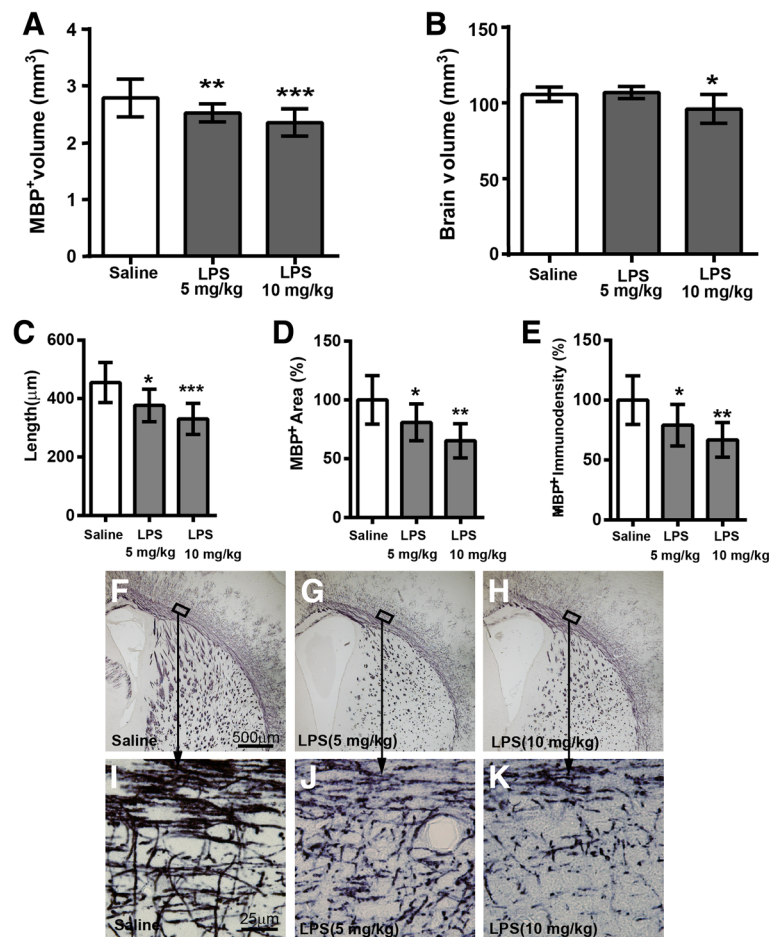 A
MBP+volume (mm3)
4
3
2
1
0
**
***
Saline
LPS
5 mg/kg
LPS
10 mg/kg
B
Brain volume (mm3)
150
100
50
0
*
Saline
LPS
5 mg/kg
LPS
10 mg/kg
C
Length(μm)
600
400
200
0
*
***
Saline
LPS
5 mg/kg
LPS
10 mg/kg
D
MBP+ Area (%)
150
100
50
0
*
**
Saline
LPS
5 mg/kg
LPS
10 mg/kg
E
MBP+Immunodensity (%)
150
100
50
0
*
**
Saline
LPS
5 mg/kg
LPS
10 mg/kg
F
Saline
500μm
G
LPS(5 mg/kg)
H
LPS(10 mg/kg)
I
Saline
25μm
J
LPS(5 mg/kg)
K
LPS(10 mg/kg)